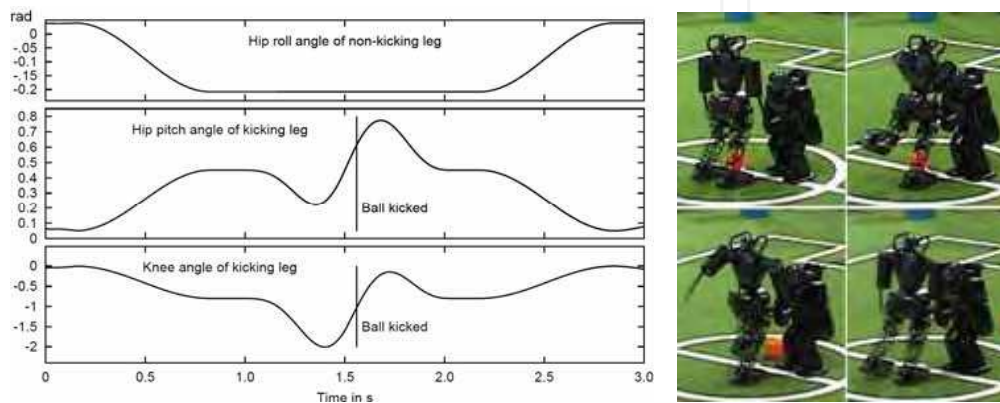 rad
Hip roll angle of non-kicking leg
0
-.05
-0.1
-.15
-0.2
Hip pitch angle of kicking leg
0.8
0.7
0.6
0.5
0.4
0.3
0.2
0.1
0
Ball kicked
Knee angle of kicking leg
0
-0.5
-1
-1.5
-2
Ball kicked
0 0.5 1.0 1.5 2.0 2.5 3.0
Time in s